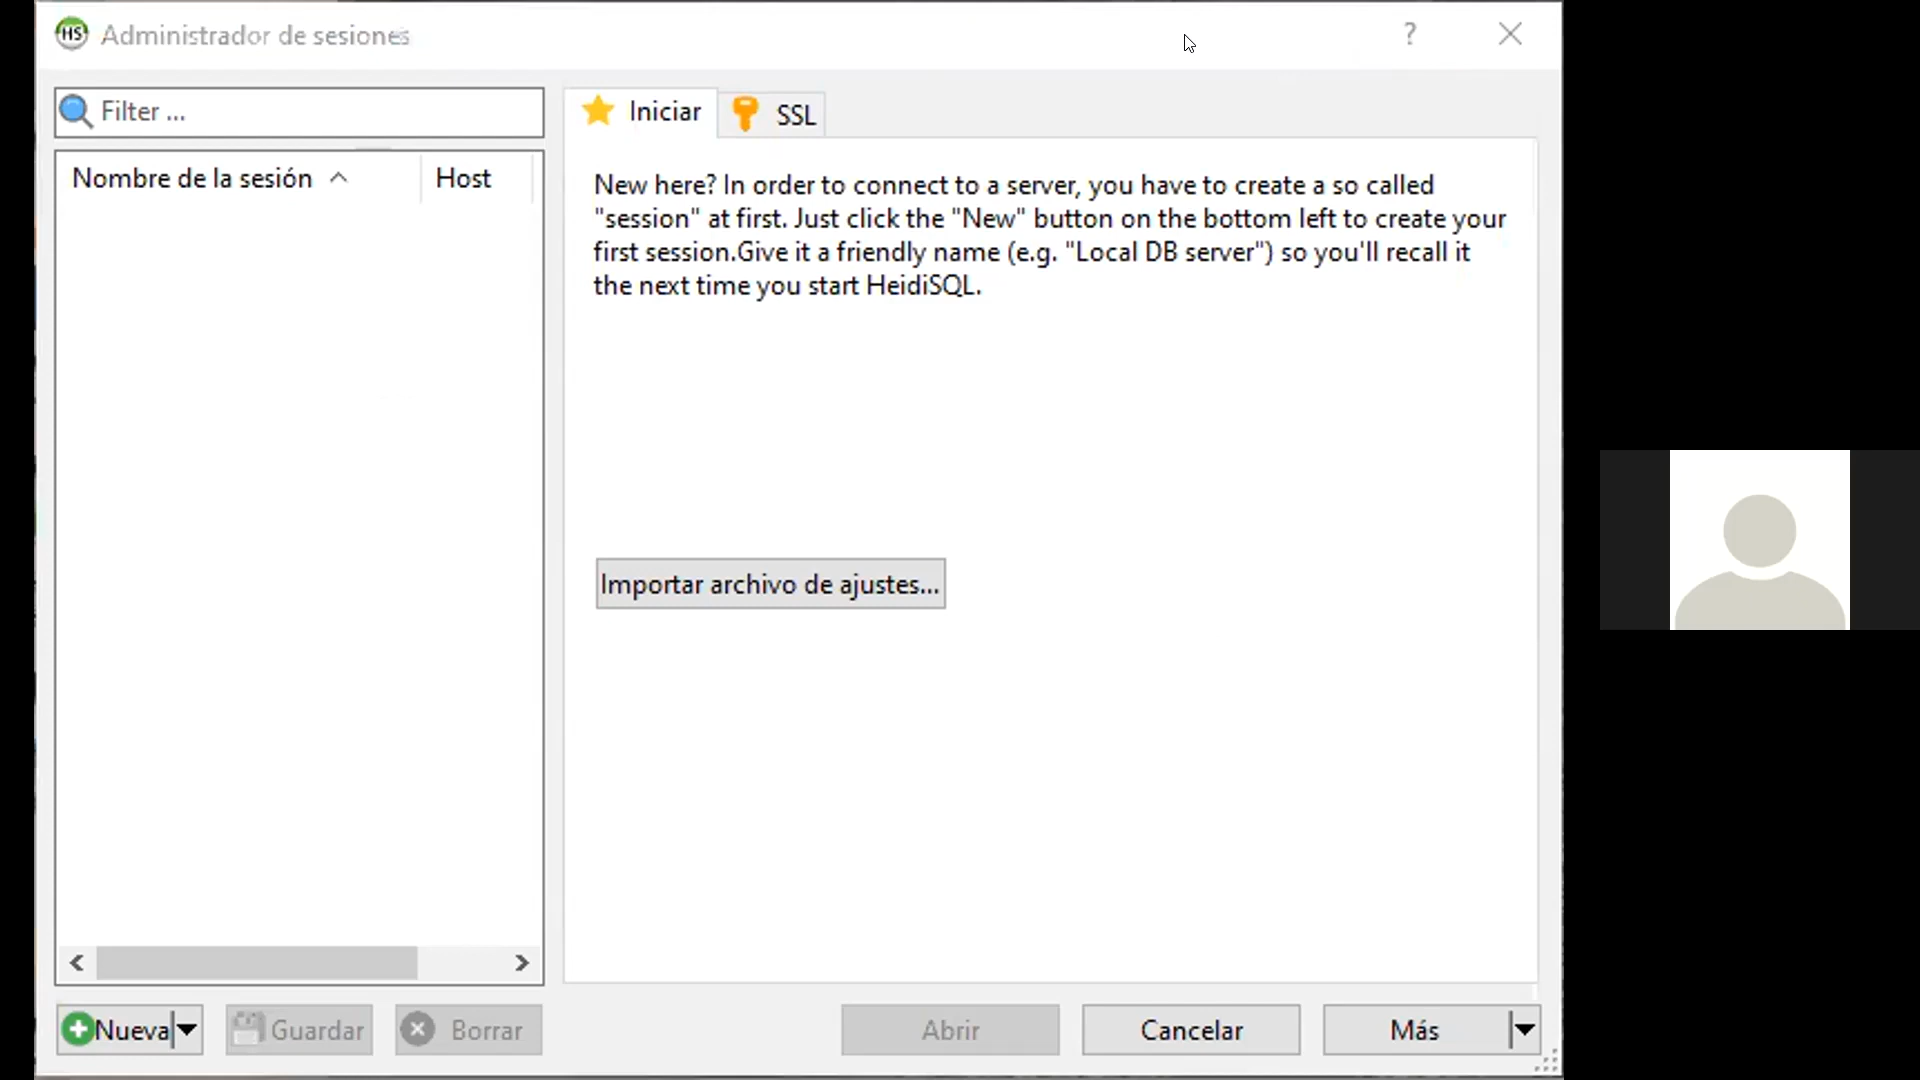 HS Administrador de sesiones ?
Filter ...
Nombre de la sesión Host
Iniciar SSL
New here? In order to connect to a server, you have to create a so called
"session" at first. Just click the "New" button on the bottom left to create your
first session.Give it a friendly name (e.g. "Local DB server") so you'll recall it
the next time you start HeidiSQL.
Importar archivo de ajustes...
Nueva Guardar Borrar Abrir Cancelar Más